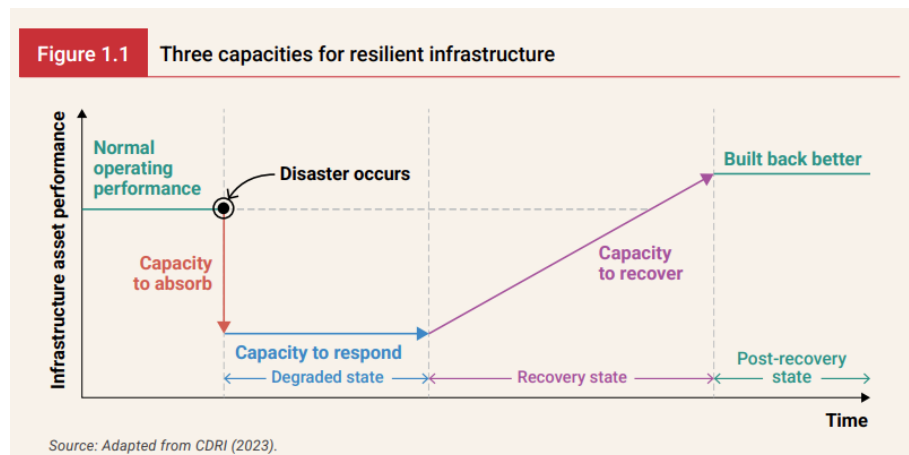 Figure 1.1
Three capacities for resilient infrastructure
Infrastructure asset performance
Normal
operating
performance
Disaster occurs
Built back better
Capacity
to absorb
Capacity
to recover
Capacity to respond
Degraded state
Recovery state
Post-recovery
state
Time
Source: Adapted from CDRI (2023).